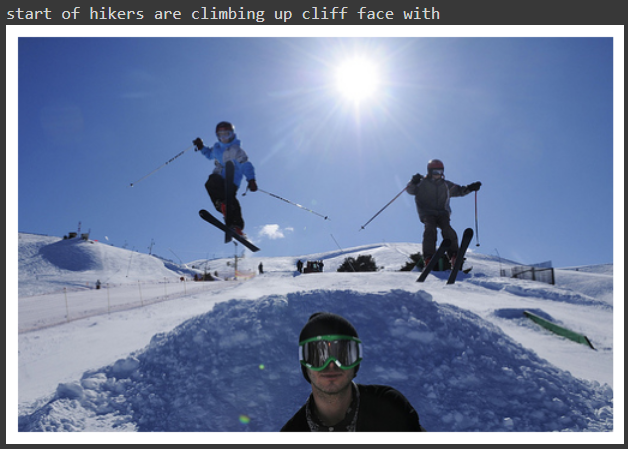 start of hikers are climbing up cliff face with